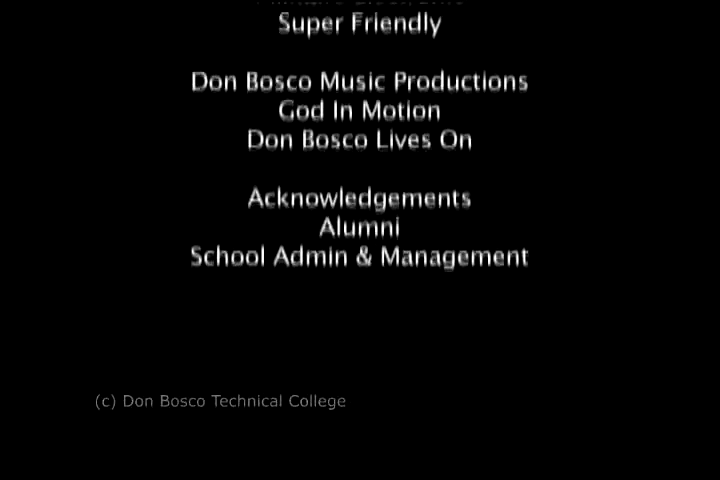 Super Friendly
Don Bosco Music Productions
God In Motion
Don Bosco Lives On
Acknowledgements
Alumni
School Admin & Management
(c) Don Bosco Technical College